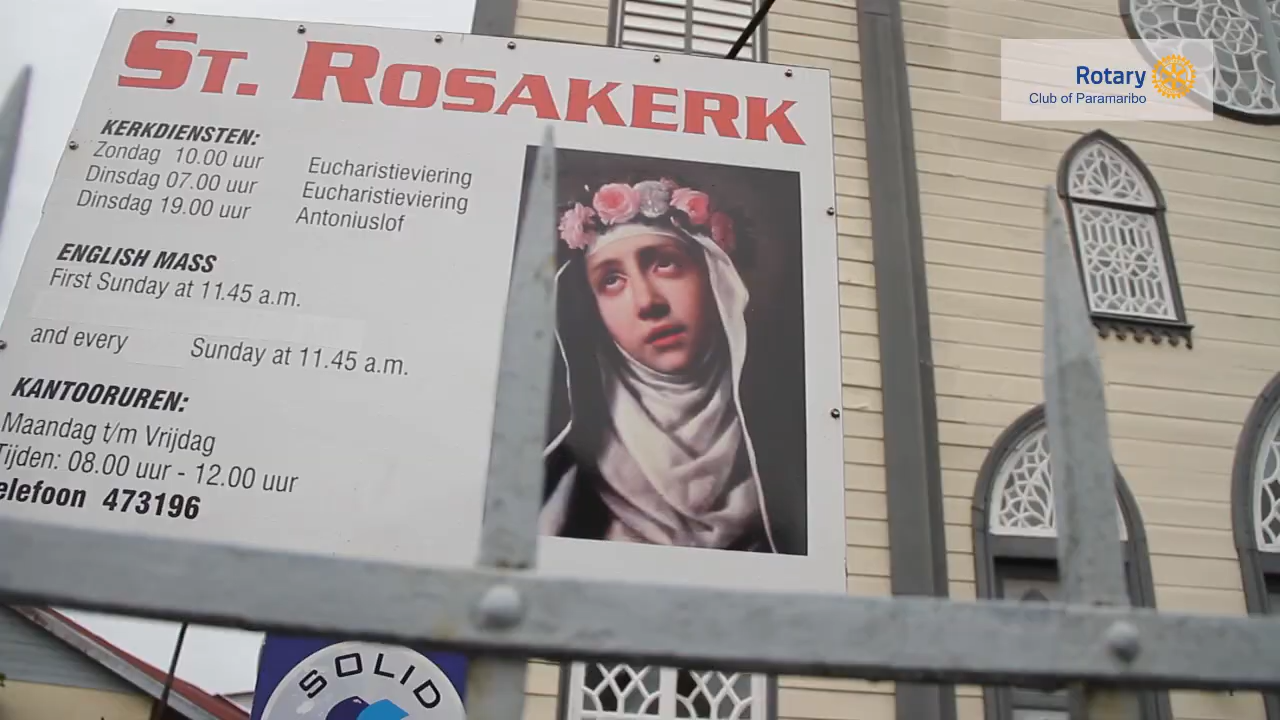 ST. ROSAKERK
KERKDIENSTEN:
Zondag 10.00 uur Eucharistieviering
Dinsdag 07.00 uur Eucharistieviering
Dinsdag 19.00 uur Antoniuslof
ENGLISH MASS
First Sunday at 11.45 a.m.
and every Sunday at 11.45 a.m.
KANTOORUREN:
Maandag t/m Vrijdag
Tijden: 08.00 uur - 12.00 uur
elefoon 473196
Rotary
Club of Paramaribo
SOLID